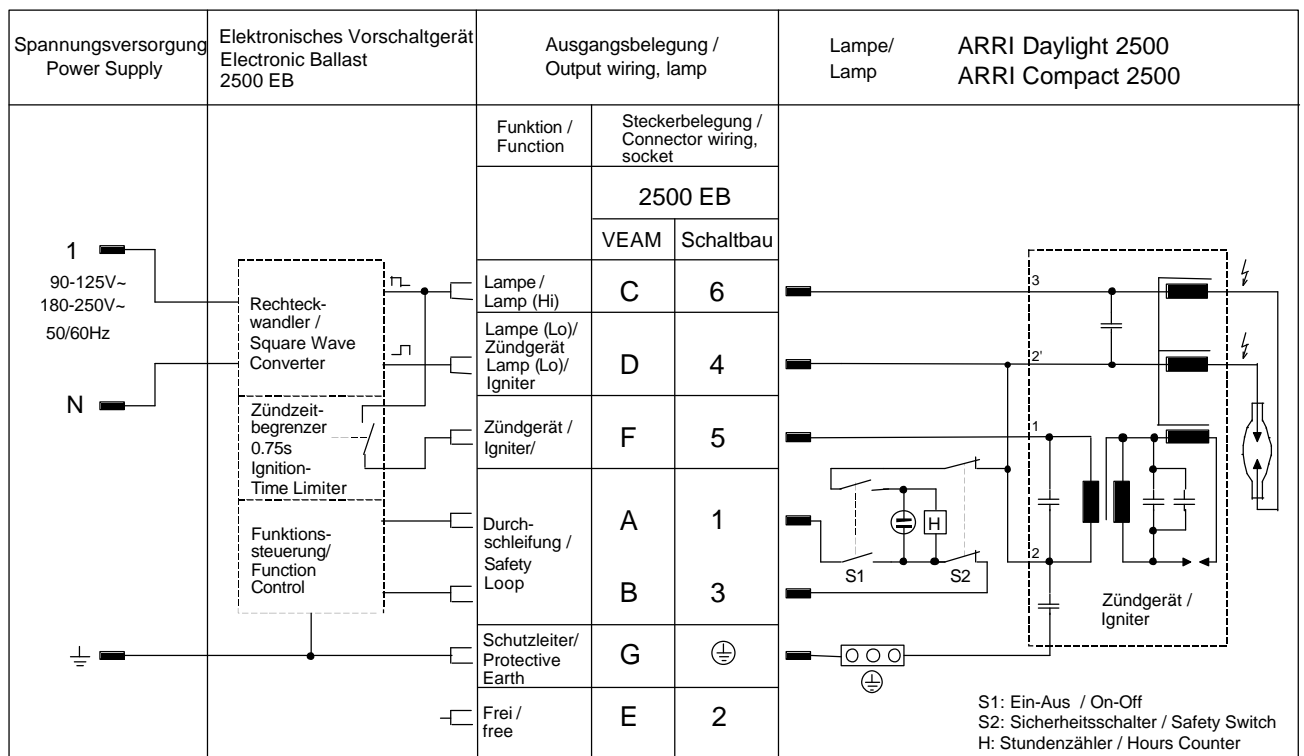 Spannungsversorgung
Power Supply
Elektronisches Vorschaltgerät
Electronic Ballast
2500 EB
Ausgangsbelegung /
Output wiring, lamp
Lampe/
Lamp
ARRI Daylight 2500
ARRI Compact 2500
Funktion /
Function
Steckerbelegung /
Connector wiring,
socket
2500 EB
VEAM
Schaltbau
1
90-125V~
180-250V~
50/60Hz
N
Rechteck-
wandler /
Square Wave
Converter
Zündzeit-
begrenzer
0.75s
Ignition-
Time Limiter
Funktions-
steuerung/
Function
Control
Lampe /
Lamp (Hi)
C
6
Lampe (Lo)/
Zündgerät
Lamp (Lo)/
Igniter
D
4
Zündgerät /
Igniter/
F
5
Durch-
schleifung /
Safety
Loop
A
1
B
3
Schutzleiter/
Protective
Earth
G
Frei /
free
E
2
3
2'
1
2
H
S1
S2
Zündgerät /
Igniter
S1: Ein-Aus / On-Off
S2: Sicherheitsschalter / Safety Switch
H: Stundenzähler / Hours Counter